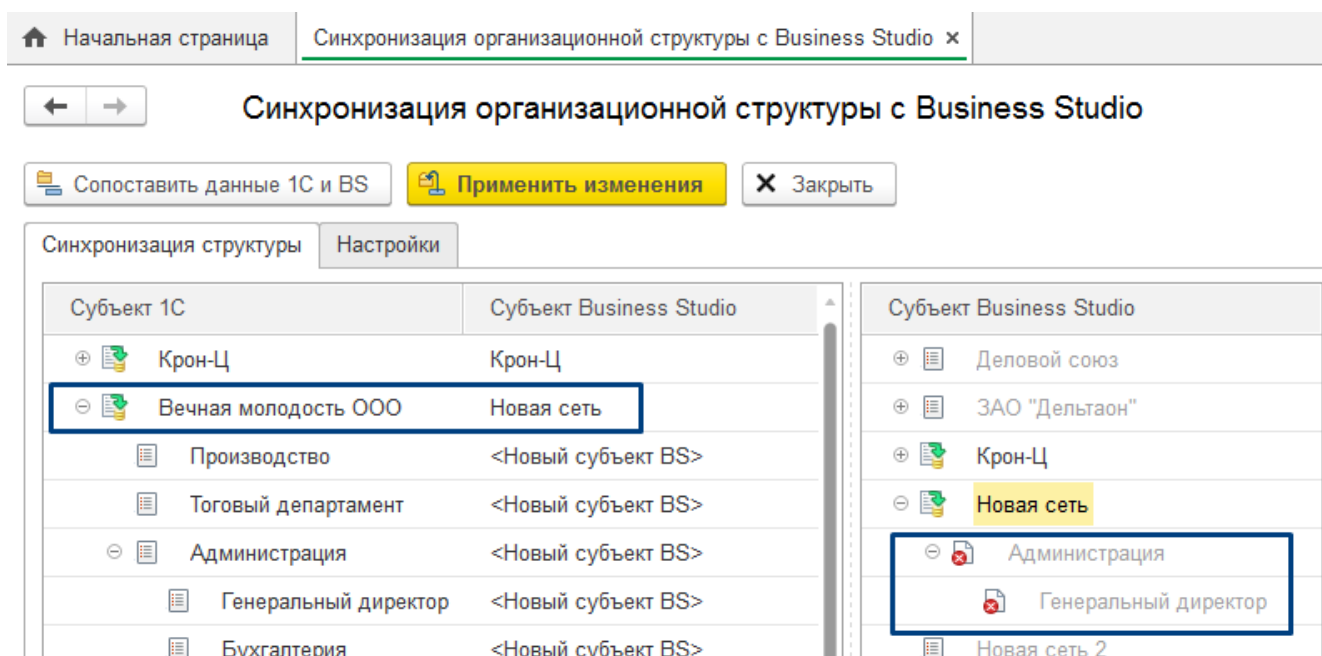 Начальная страница Синхронизация организационной структуры с Business Studio ×
Синхронизация организационной структуры с Business Studio
Сопоставить данные 1С и BS Применить изменения Закрыть
Синхронизация структуры Настройки
Субъект 1С Субъект Business Studio Субъект Business Studio
Крон-Ц Крон-Ц Деловой союз
Вечная молодость ООО Новая сеть ЗАО "Дельтаон"
Производство <Новый субъект BS> Крон-Ц
Тоговый департамент <Новый субъект BS> Новая сеть
Администрация <Новый субъект BS> Администрация
Генеральный директор <Новый субъект BS> Генеральный директор
Бухгалтерия <Новый субъект BS> Новая сеть 2